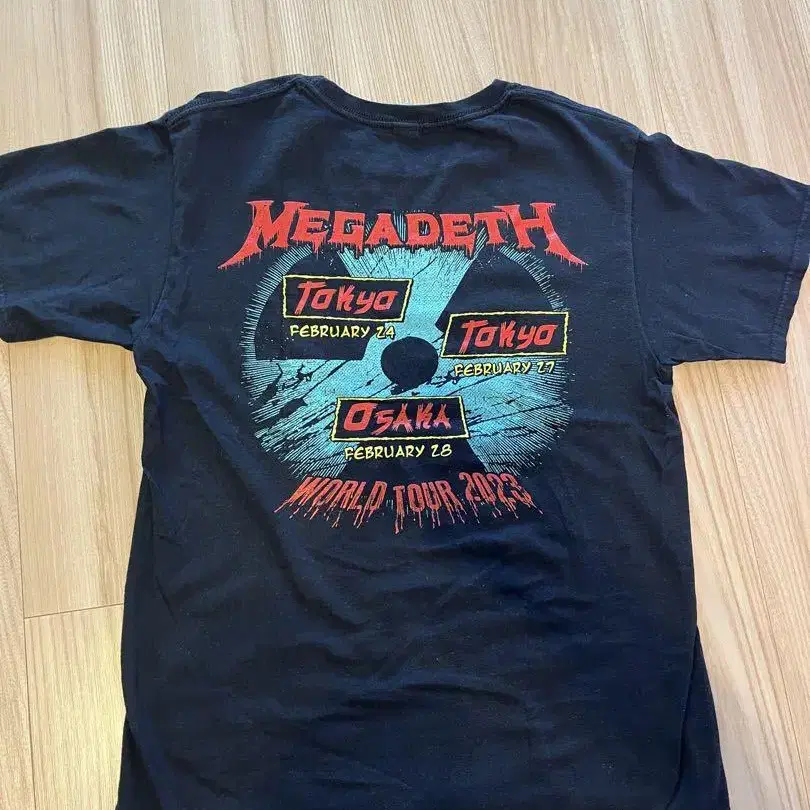 MEGADETH
Tokyo
FEBRUARY 24
Tokyo
FEBRUARY 27
OSAKA
FEBRUARY 28
WORLD TOUR 2023